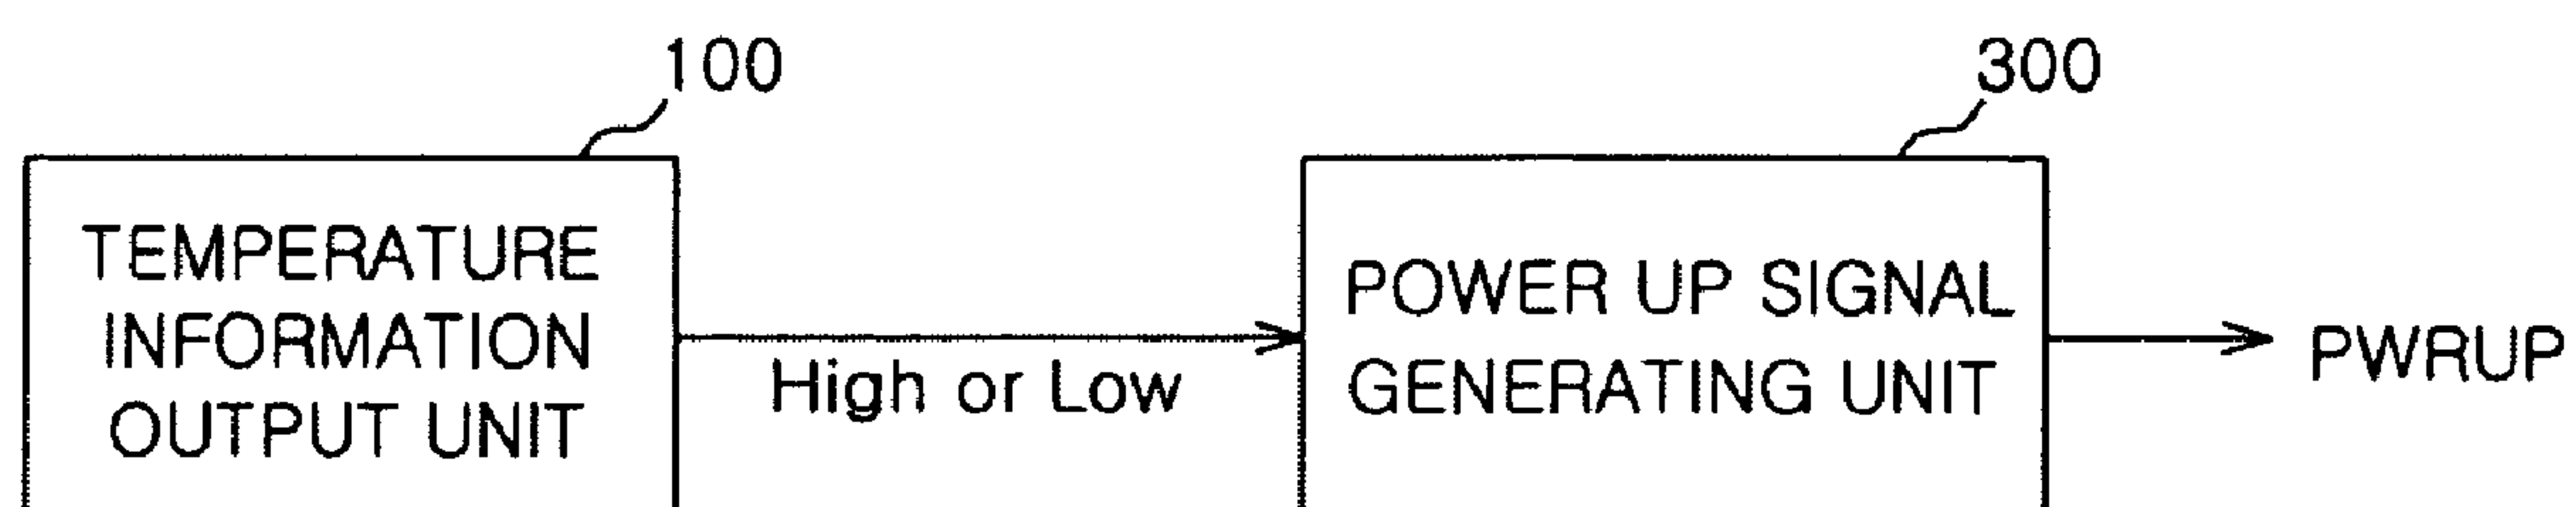 100
300
TEMPERATURE
INFORMATION
OUTPUT UNIT
High or Low
POWER UP SIGNAL
GENERATING UNIT
PWRUP